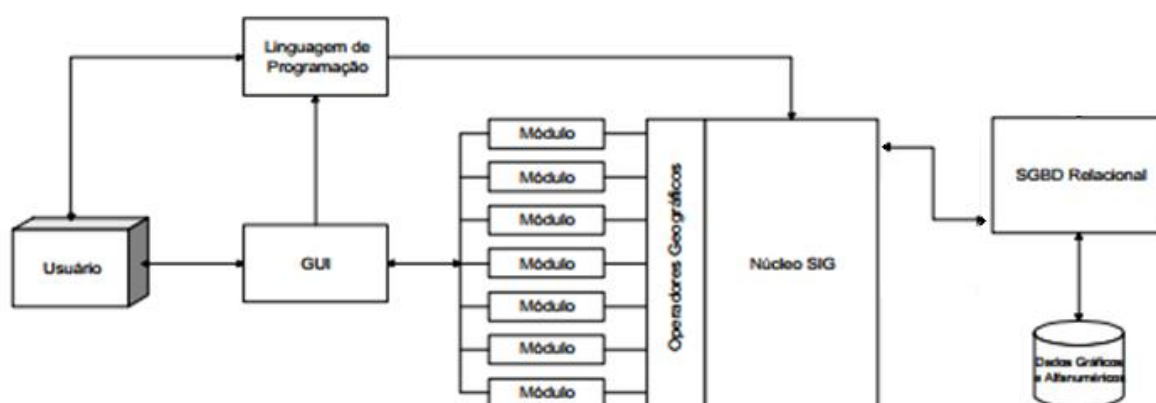 Linguagem de
Programação
Módulo
Módulo
Módulo
Módulo
Módulo
Módulo
Módulo
Operadores Geográficos
Núcleo SIG
SGBD Relacional
Usuário
GUI
Dados Gráficos
e Alfanuméricos